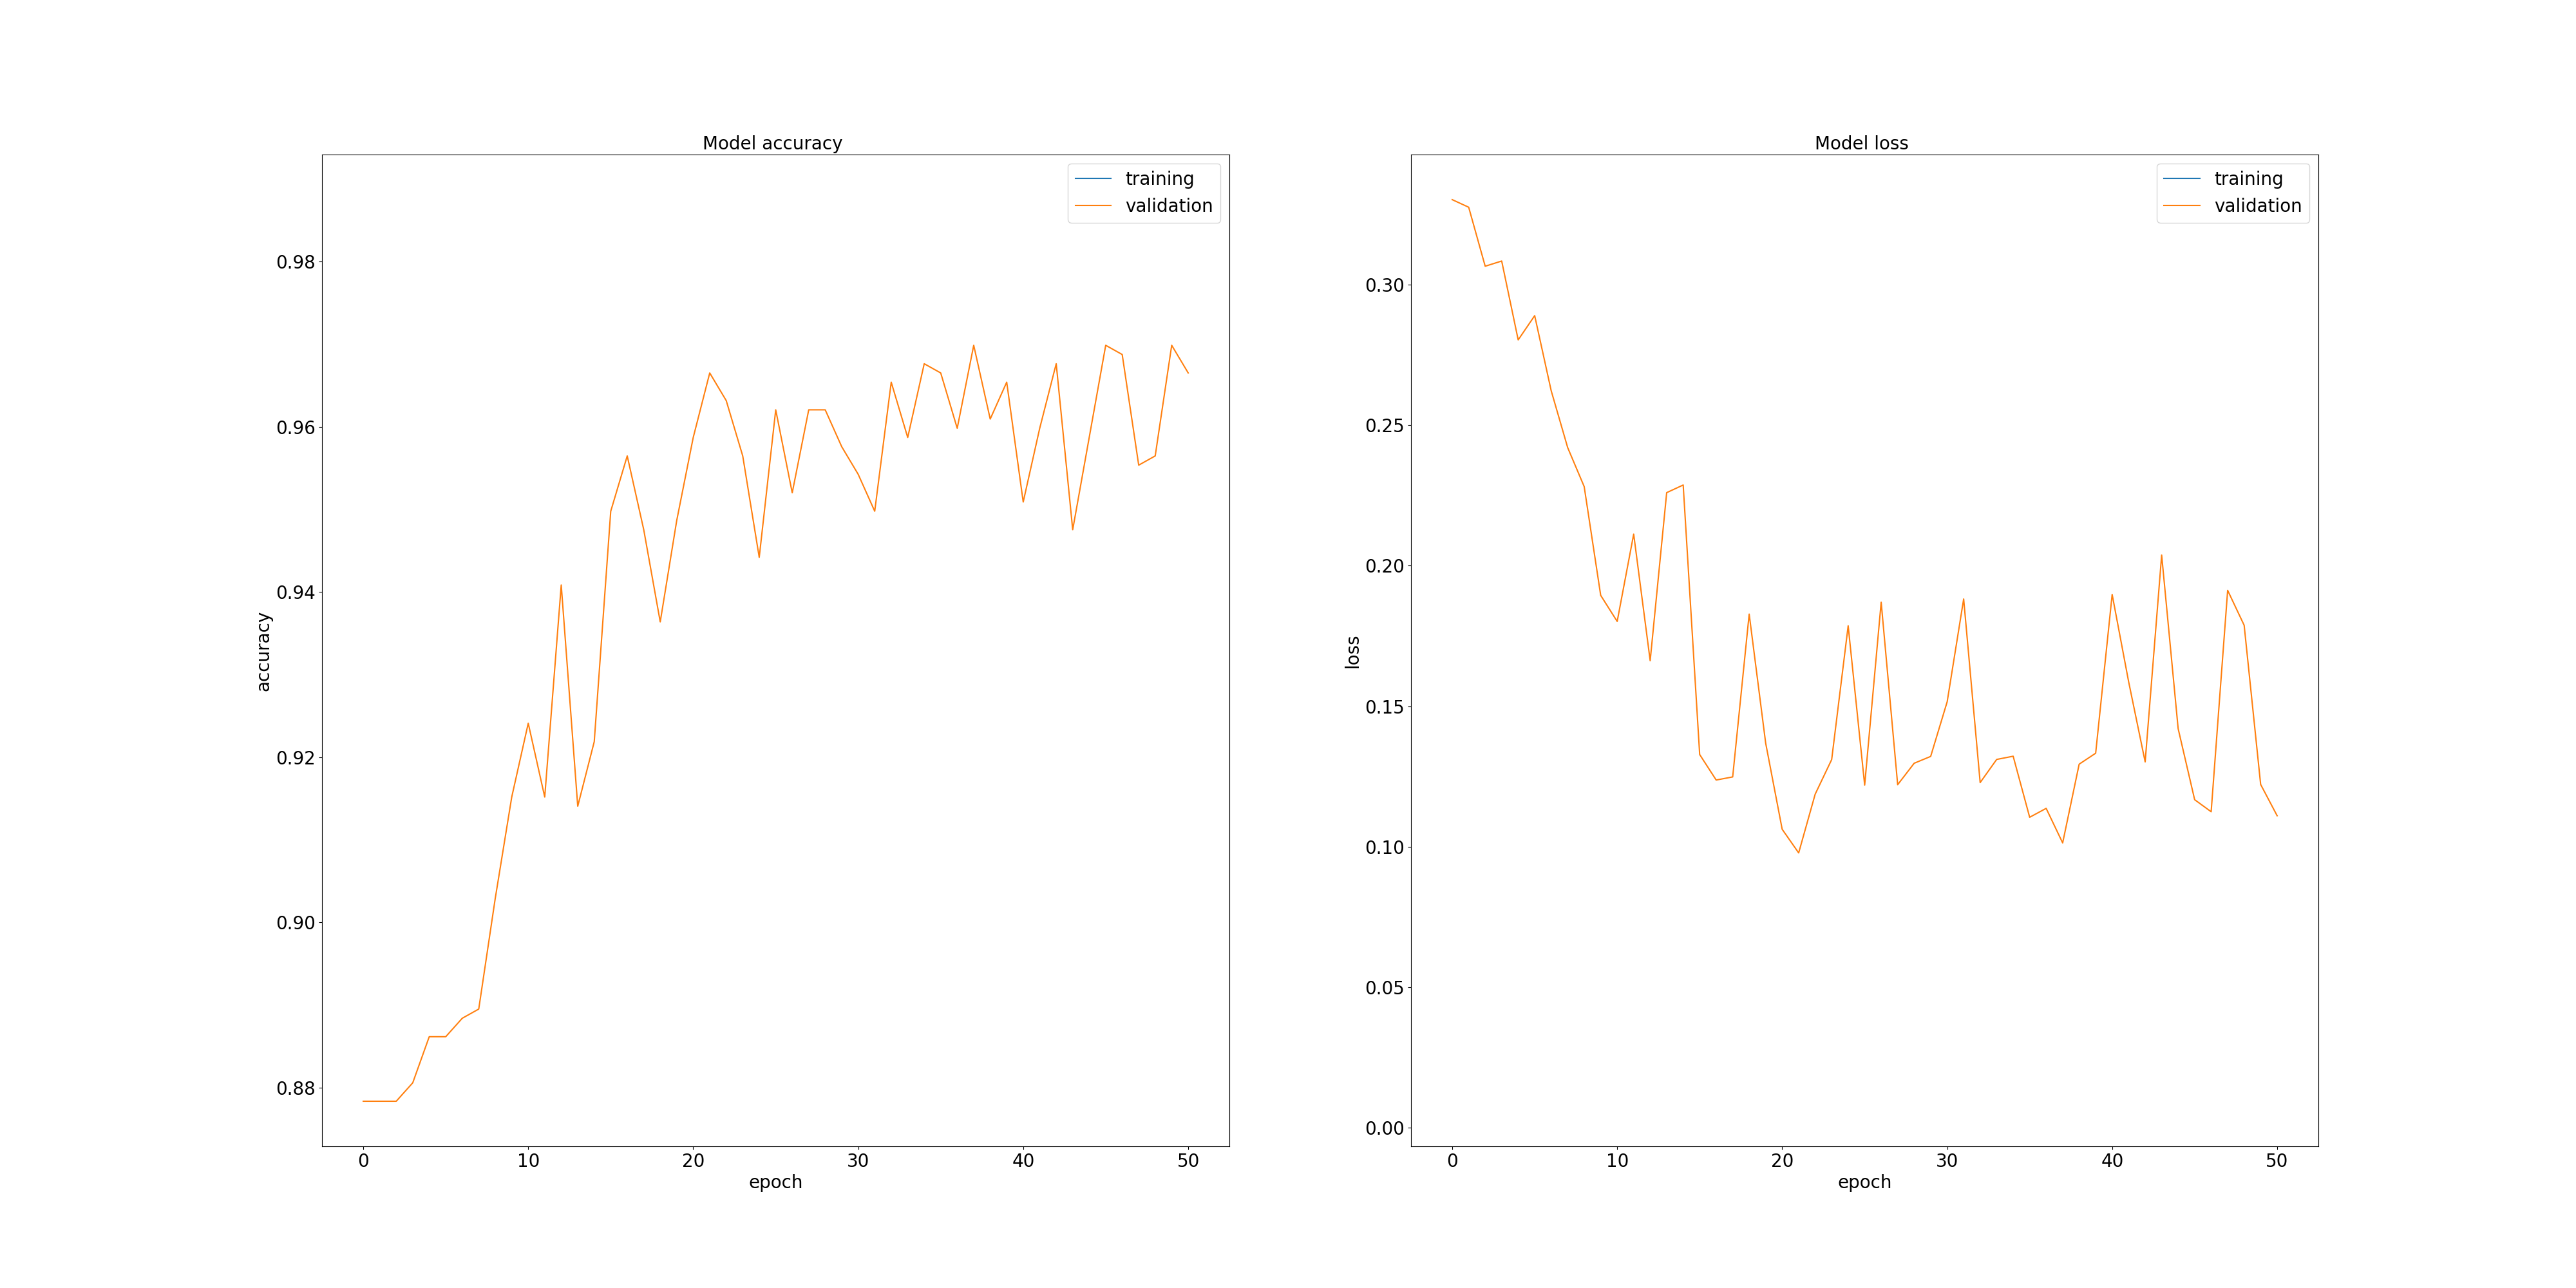 Model accuracy
training
validation
0.98
0.96
0.94
0.92
0.90
0.88
accuracy
0 10 20 30 40 50
epoch
Model loss
training
validation
0.30
0.25
0.20
0.15
0.10
0.05
0.00
loss
0 10 20 30 40 50
epoch